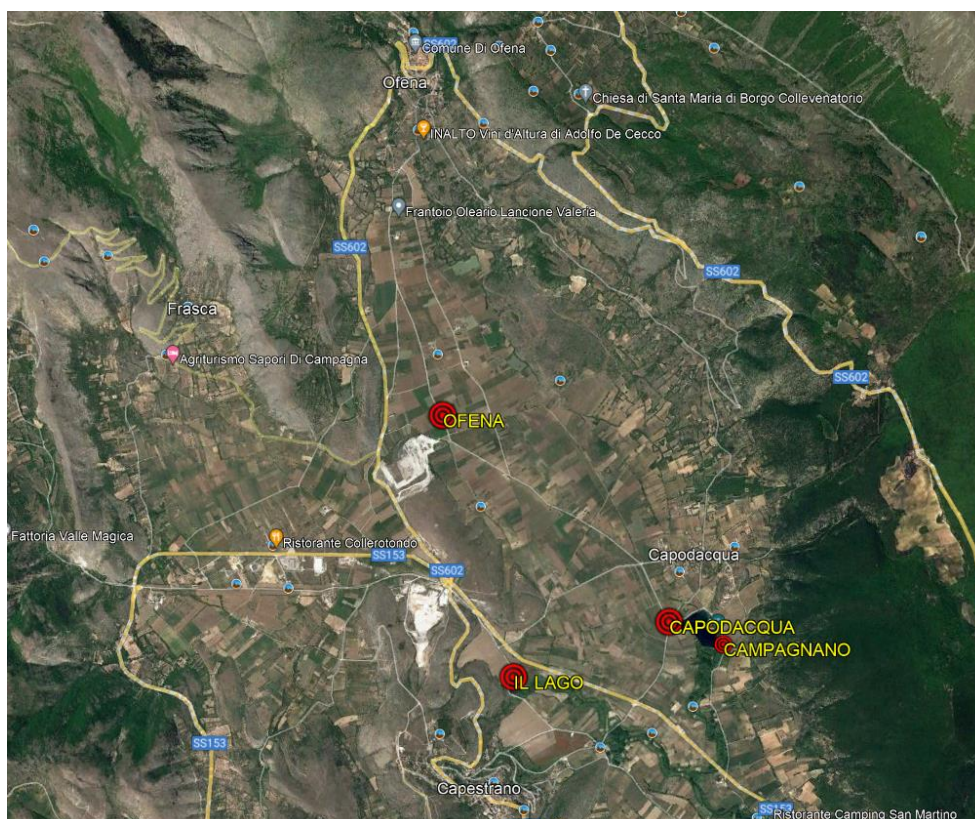 SS602
Comune Di Ofena
Ofena
Chiesa di Santa Maria di Borgo Collevenatorio
INALTO Vini d'Altura di Adolfo De Cecco
Frantoio Oleario Lancione Valeria
SS602
SS602
Frasca
Agriturismo Sapori Di Campagna
SS602
OFENA
Fattoria Valle Magica
Ristorante Collerotondo
SS153
Capodacqua
SS602
CAPODACQUA
CAMPAGNANO
IL LAGO
SS153
Capestrano
SS153
Ristorante Camping San Martino